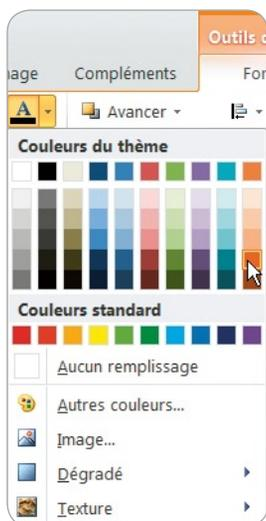 Outils d
nage Compléments For
A Avancer
Couleurs du thème
Couleurs standard
Aucun remplissage
Autres couleurs...
Image...
Dégradé
Texture